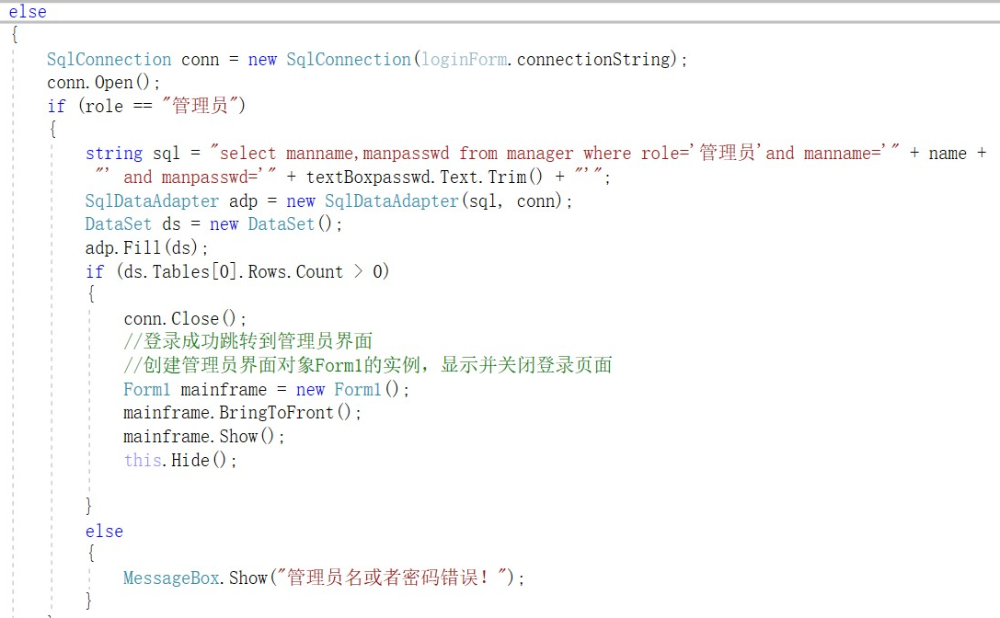 else
{
SqlConnection conn = new SqlConnection(loginForm.connectionString);
conn.Open();
if (role == "管理员")
{
string sql = "select manname,manpasswd from manager where role='管理员'and manname='" + name +
"' and manpasswd='" + textBoxpasswd.Text.Trim() + "'";
SqlDataAdapter adp = new SqlDataAdapter(sql, conn);
DataSet ds = new DataSet();
adp.Fill(ds);
if (ds.Tables[0].Rows.Count > 0)
{
conn.Close();
//登录成功跳转到管理员界面
//创建管理员界面对象Form1的实例，显示并关闭登录页面
Form1 mainframe = new Form1();
mainframe.BringToFront();
mainframe.Show();
this.Hide();
}
else
{
MessageBox.Show("管理员名或者密码错误！");
}